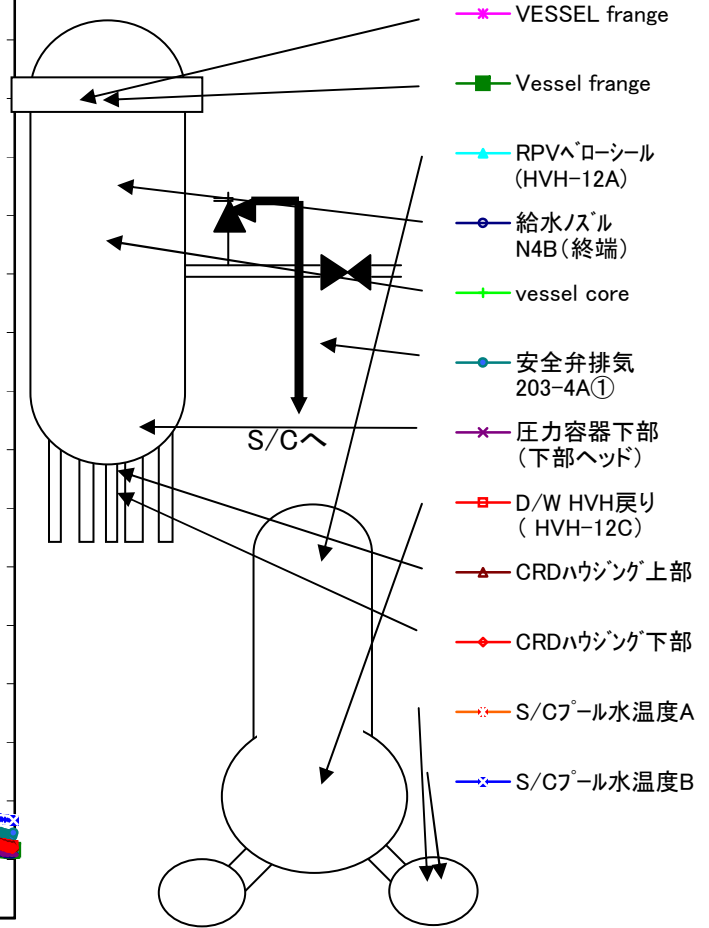 VESSEL frange
Vessel frange
RPVﾍﾞﾛｰｼｰﾙ
(HVH-12A)
給水ﾉｽﾞﾙ
N4B(終端)
vessel core
安全弁排気
203-4A①
圧力容器下部
(下部ヘッド)
D/W HVH戻り
( HVH-12C)
CRDﾊｳｼﾞﾝｸﾞ上部
CRDﾊｳｼﾞﾝｸﾞ下部
S/Cﾌﾟｰﾙ水温度A
S/Cﾌﾟｰﾙ水温度B
S/Cへ